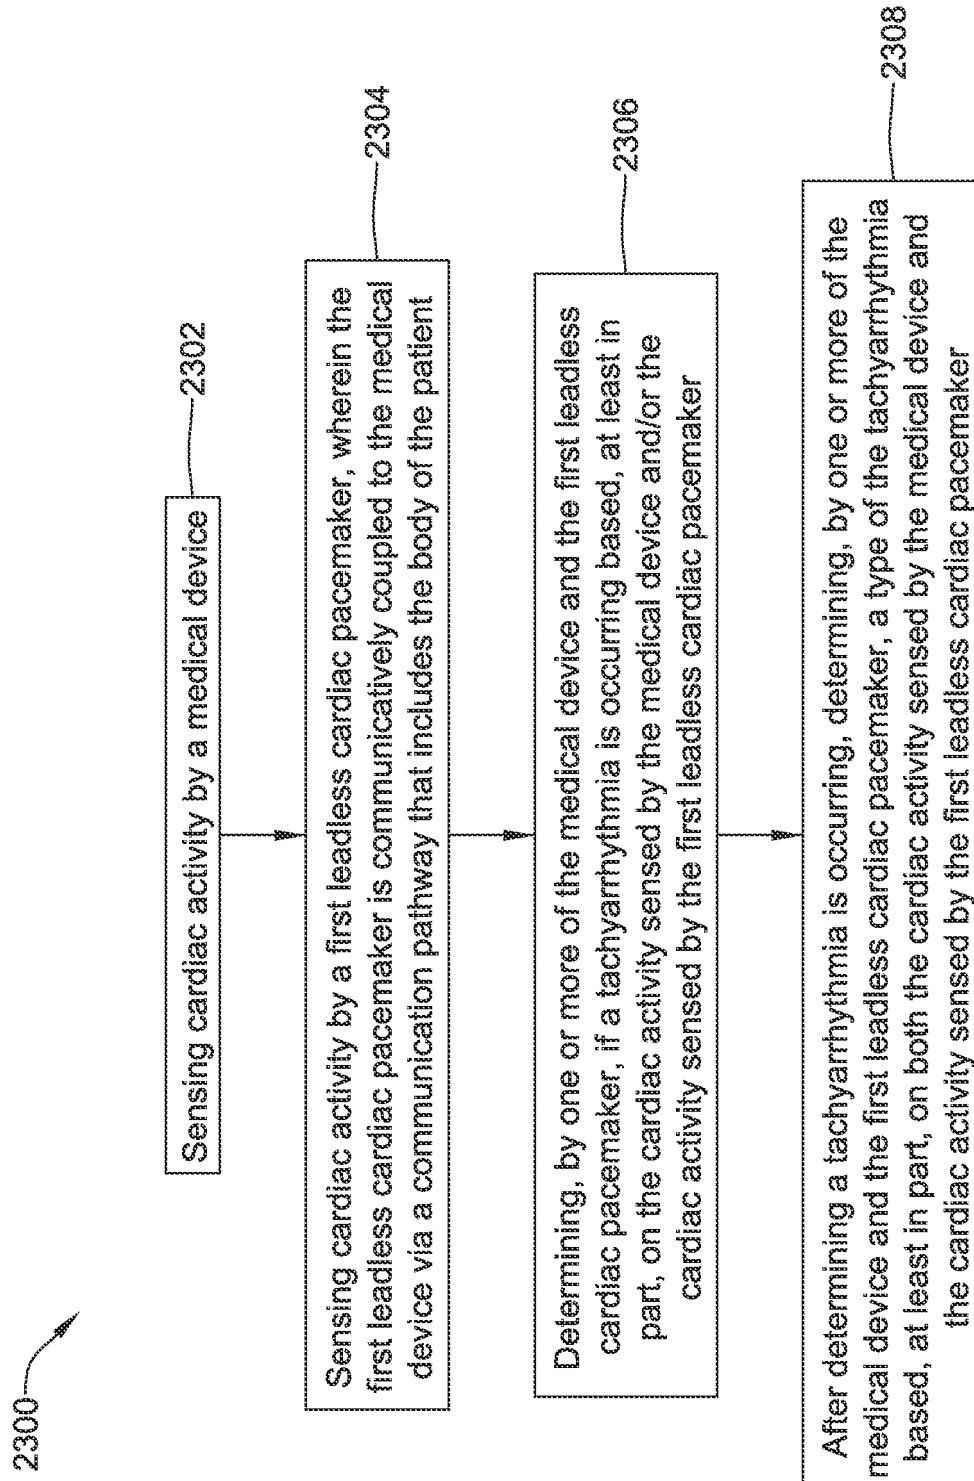 2300
Sensing cardiac activity by a medical device
2302
Sensing cardiac activity by a first leadless cardiac pacemaker, wherein the
first leadless cardiac pacemaker is communicatively coupled to the medical
device via a communication pathway that includes the body of the patient
2304
Determining, by one or more of the medical device and the first leadless
cardiac pacemaker, if a tachyarrhythmia is occurring based, at least in
part, on the cardiac activity sensed by the medical device and/or the
cardiac activity sensed by the first leadless cardiac pacemaker
2306
After determining a tachyarrhythmia is occurring, determining, by one or more of the
medical device and the first leadless cardiac pacemaker, a type of the tachyarrhythmia
based, at least in part, on both the cardiac activity sensed by the medical device and
the cardiac activity sensed by the first leadless cardiac pacemaker
2308